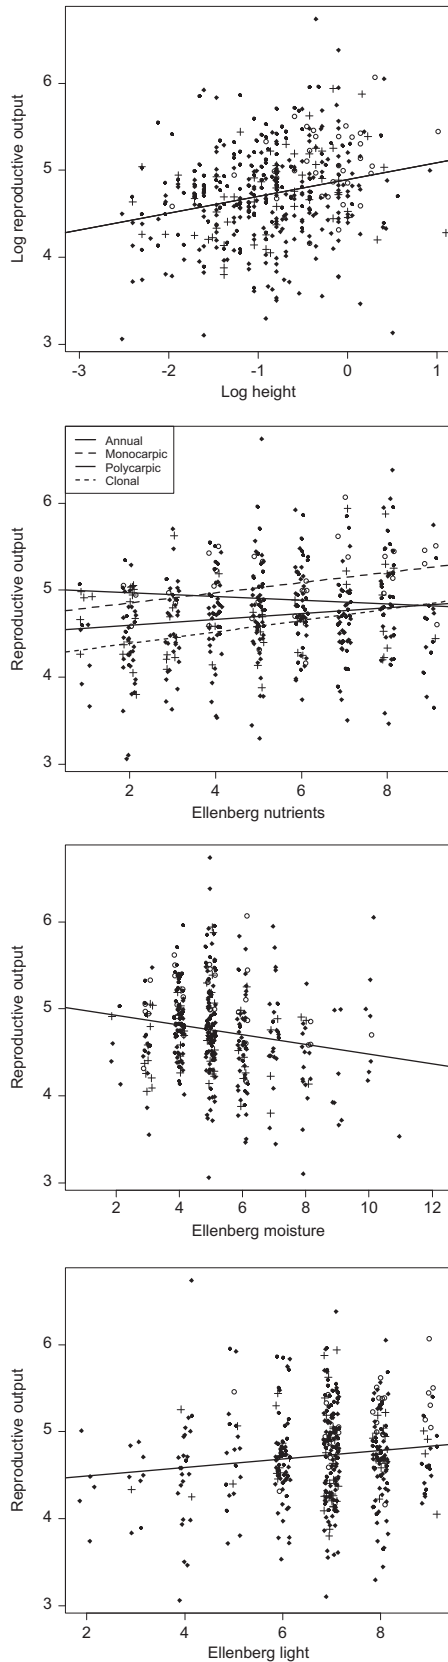 Log reproductive output
6
5
4
3
-3 -2 -1 0 1
Log height
Annual
Monocarpic
Polycarpic
Clonal
Reproductive output
6
5
4
3
2 4 6 8
Ellenberg nutrients
Reproductive output
6
5
4
3
2 4 6 8 10 12
Ellenberg moisture
Reproductive output
6
5
4
3
2 4 6 8
Ellenberg light